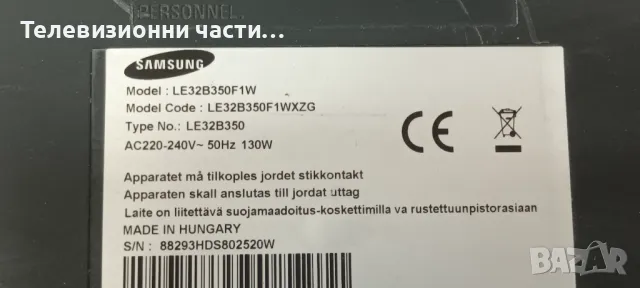 PERSONNEL.
Телевизионни части...
SAMSUNG
Model : LE32B350F1W
Model Code : LE32B350F1WXZG
Type No.: LE32B350
AC220-240V~ 50Hz 130W
CE
Apparatet må tilkoples jordet stikkontakt
Apparaten skall anslutas till jordat uttag
Laite on liitettävä suojamaadoitus-koskettimilla va rustettuunpistorasiaan
MADE IN HUNGARY
S/N : 88293HDS802520W
bazar